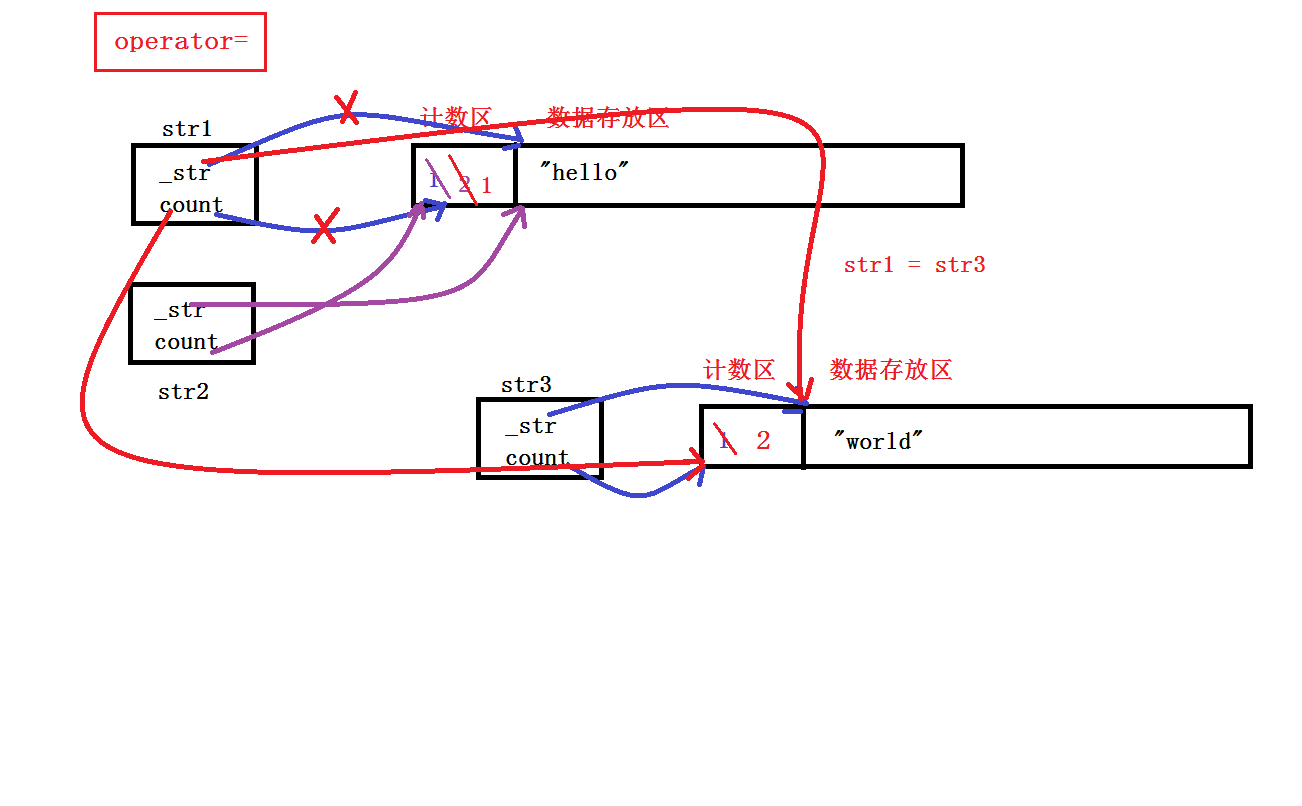 operator=
计数区 数据存放区
str1
_str
count
1 2 1 "hello"
str1 = str3
_str
count
str2
计数区 数据存放区
str3
_str
count
1 2 "world"